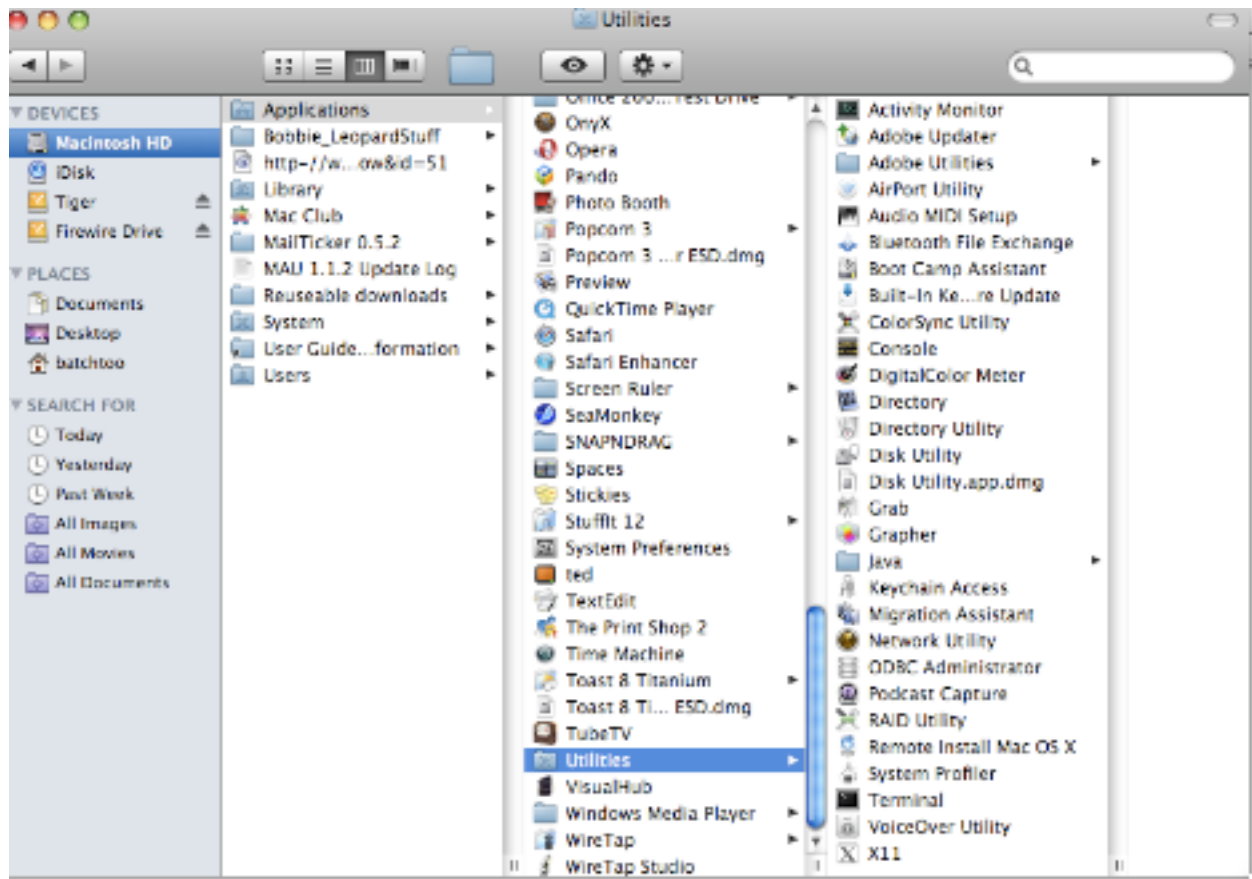 Utilities
DEVICES
Macintosh HD
iDisk
Tiger
Firewire Drive
PLACES
Documents
Desktop
batchtoo
SEARCH FOR
Today
Yesterday
Past Week
All Images
All Movies
All Documents
Applications
Bobbie_LeopardStuff
http-//w...ow&id=51
Library
Mac Club
MailTicker 0.5.2
MAU 1.1.2 Update Log
Reuseable downloads
System
User Guide...formation
Users
Office 200...Test Drive
OnyX
Opera
Pando
Photo Booth
Popcorn 3
Popcorn 3 ...r ESD.dmg
Preview
QuickTime Player
Safari
Safari Enhancer
Screen Ruler
SeaMonkey
SNAPNDRAG
Spaces
Stickies
StuffIt 12
System Preferences
ted
TextEdit
The Print Shop 2
Time Machine
Toast 8 Titanium
Toast 8 Ti... ESD.dmg
TubeTV
Utilities
VisualHub
Windows Media Player
WireTap
WireTap Studio
Activity Monitor
Adobe Updater
Adobe Utilities
AirPort Utility
Audio MIDI Setup
Bluetooth File Exchange
Boot Camp Assistant
Built-In Ke...re Update
ColorSync Utility
Console
DigitalColor Meter
Directory
Directory Utility
Disk Utility
Disk Utility.app.dmg
Grab
Grapher
Java
Keychain Access
Migration Assistant
Network Utility
ODBC Administrator
Podcast Capture
RAID Utility
Remote Install Mac OS X
System Profiler
Terminal
VoiceOver Utility
X11